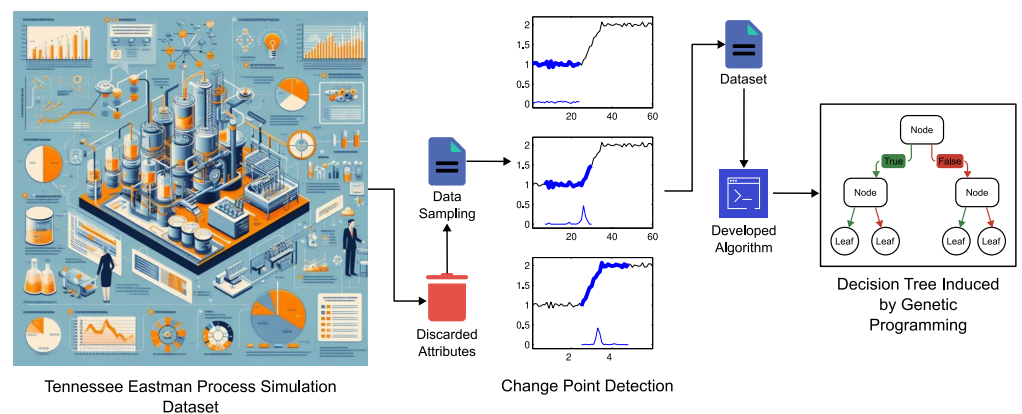 Tennessee Eastman Process Simulation
Dataset
Discarded
Attributes
Data
Sampling
2
1.5
1
0.5
0
0
20
40
60
2
1.5
1
0.5
0
0
20
40
60
2
1.5
1
0.5
0
2
4
Change Point Detection
Dataset
Developed
Algorithm
Node
True
False
Node
Node
Leaf
Leaf
Leaf
Leaf
Decision Tree Induced
by Genetic
Programming